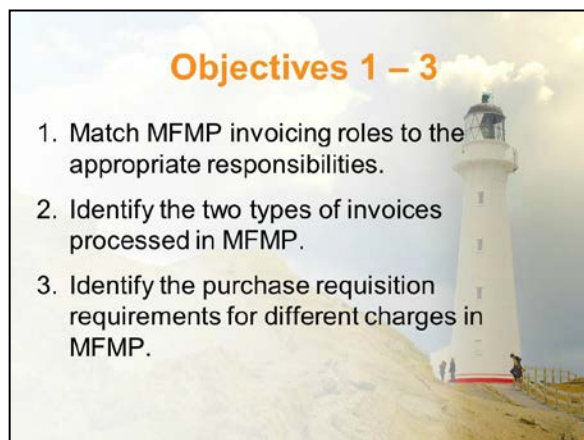 Objectives 1 – 3
1. Match MFMP invoicing roles to the
appropriate responsibilities.
2. Identify the two types of invoices
processed in MFMP.
3. Identify the purchase requisition
requirements for different charges in
MFMP.